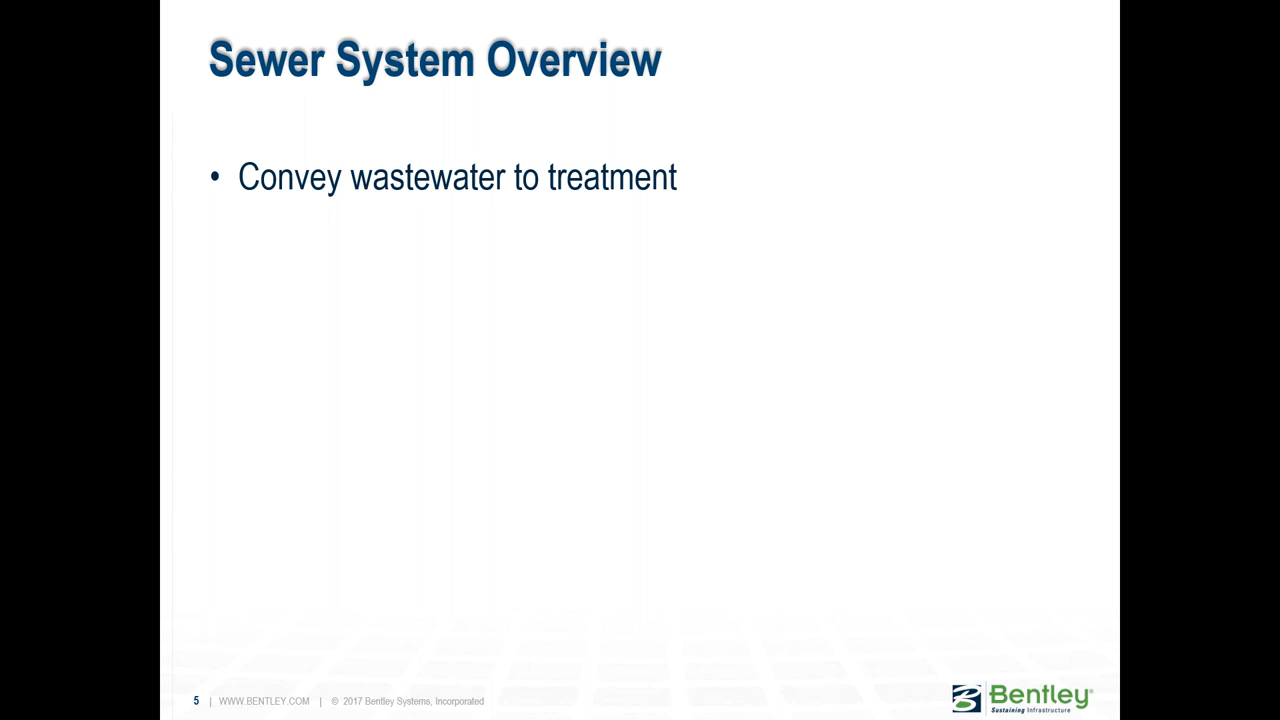 Sewer System Overview
• Convey wastewater to treatment
5 | WWW.BENTLEY.COM | © 2017 Bentley Systems, Incorporated
Bentley®
Sustaining Infrastructure